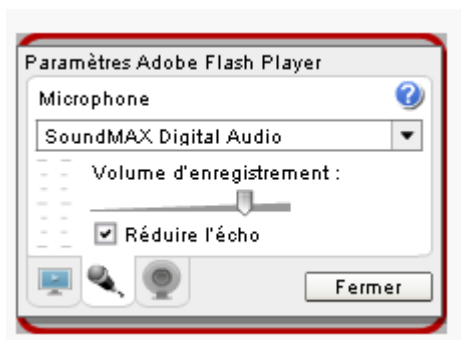 Paramètres Adobe Flash Player
Microphone
?
SoundMAX Digital Audio
Volume d'enregistrement :
Réduire l'écho
Fermer